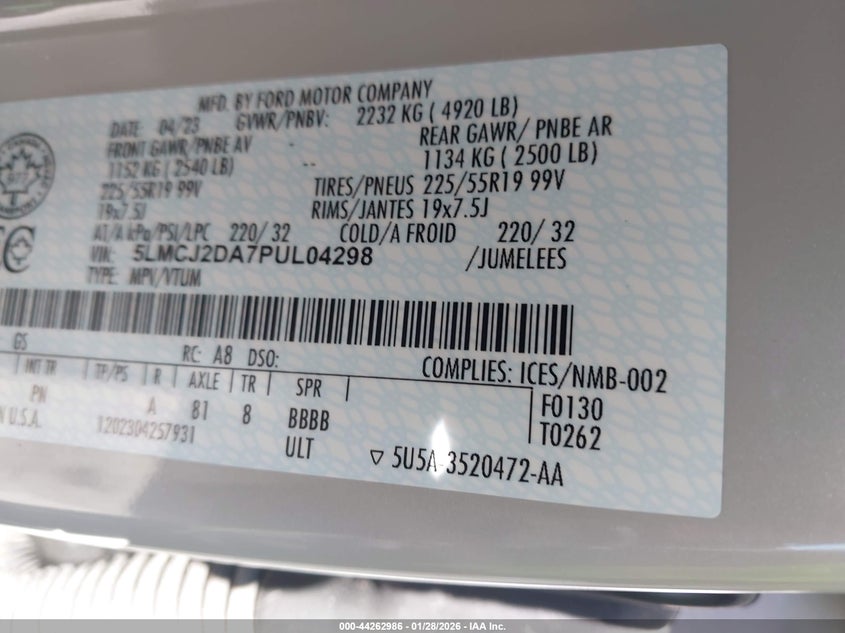 MFD. BY FORD MOTOR COMPANY
DATE: 04/23 GVWR/PNBV: 2232 KG ( 4920 LB)
FRONT GAWR/PNBE AV REAR GAWR/ PNBE AR
1152 KG ( 2540 LB) -- 1134 KG ( 2500 LB)
225/55R19 99V TIRES/PNEUS 225/55R19 99V
19x7.5J RIMS/JANTES 19x7.5J
AT/A kPa/PSI/LPC 220/ 32 COLD/A FROID 220/ 32
VIN: 5LMCJ2DA7PUL04298 /JUMELEES
TYPE: MPV/VTUM
GS
RC: A8 DSO: COMPLIES: ICES/NMB-002
INT TR TP/PS R AXLE TR SPR
PN A 81 8 BBBB F0130
U.S.A. 1202304257931 ULT T0262
▽ 5U5A-3520472-AA
000-44262986 - 01/28/2026 - IAA Inc.